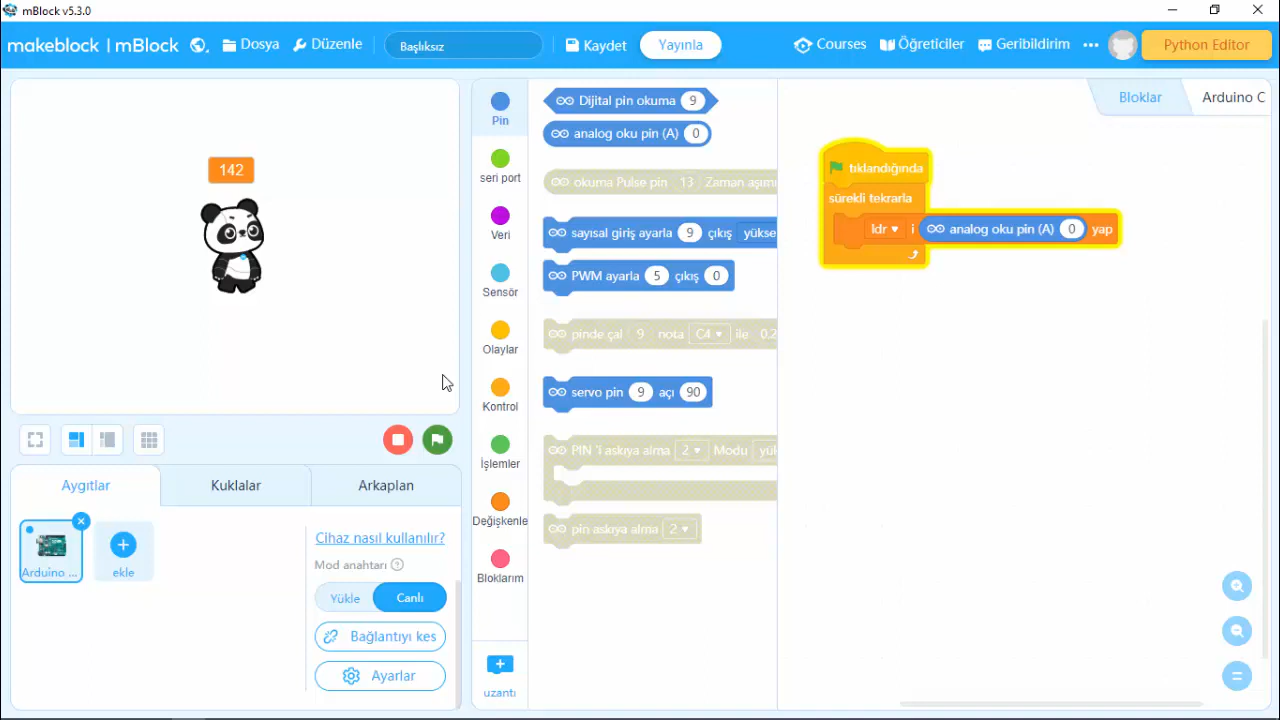 mBlock v5.3.0
makeblock | mBlock
Dosya
Düzenle
Başlıksız
Kaydet
Yayınla
Courses
Öğreticiler
Geribildirim
Python Editor
142
Aygıtlar
Kuklalar
Arkaplan
Arduino ...
ekle
Cihaz nasıl kullanılır?
Mod anahtarı ?
Yükle
Canlı
Bağlantıyı kes
Ayarlar
Pin
seri port
Veri
Sensör
Olaylar
Kontrol
İşlemler
Değişkenle
Bloklarım
uzantı
Dijital pin okuma 9
analog oku pin (A) 0
okuma Pulse pin 13 Zaman aşımı
sayısal giriş ayarla 9 çıkış yükse
PWM ayarla 5 çıkış 0
pinde çal 9 nota C4 ile 0.2
servo pin 9 açı 90
PIN 'i askıya alma 2 Modu yük
pin askıya alma 2
Bloklar
Arduino C
tıklandığında
sürekli tekrarla
ldr i analog oku pin (A) 0 yap